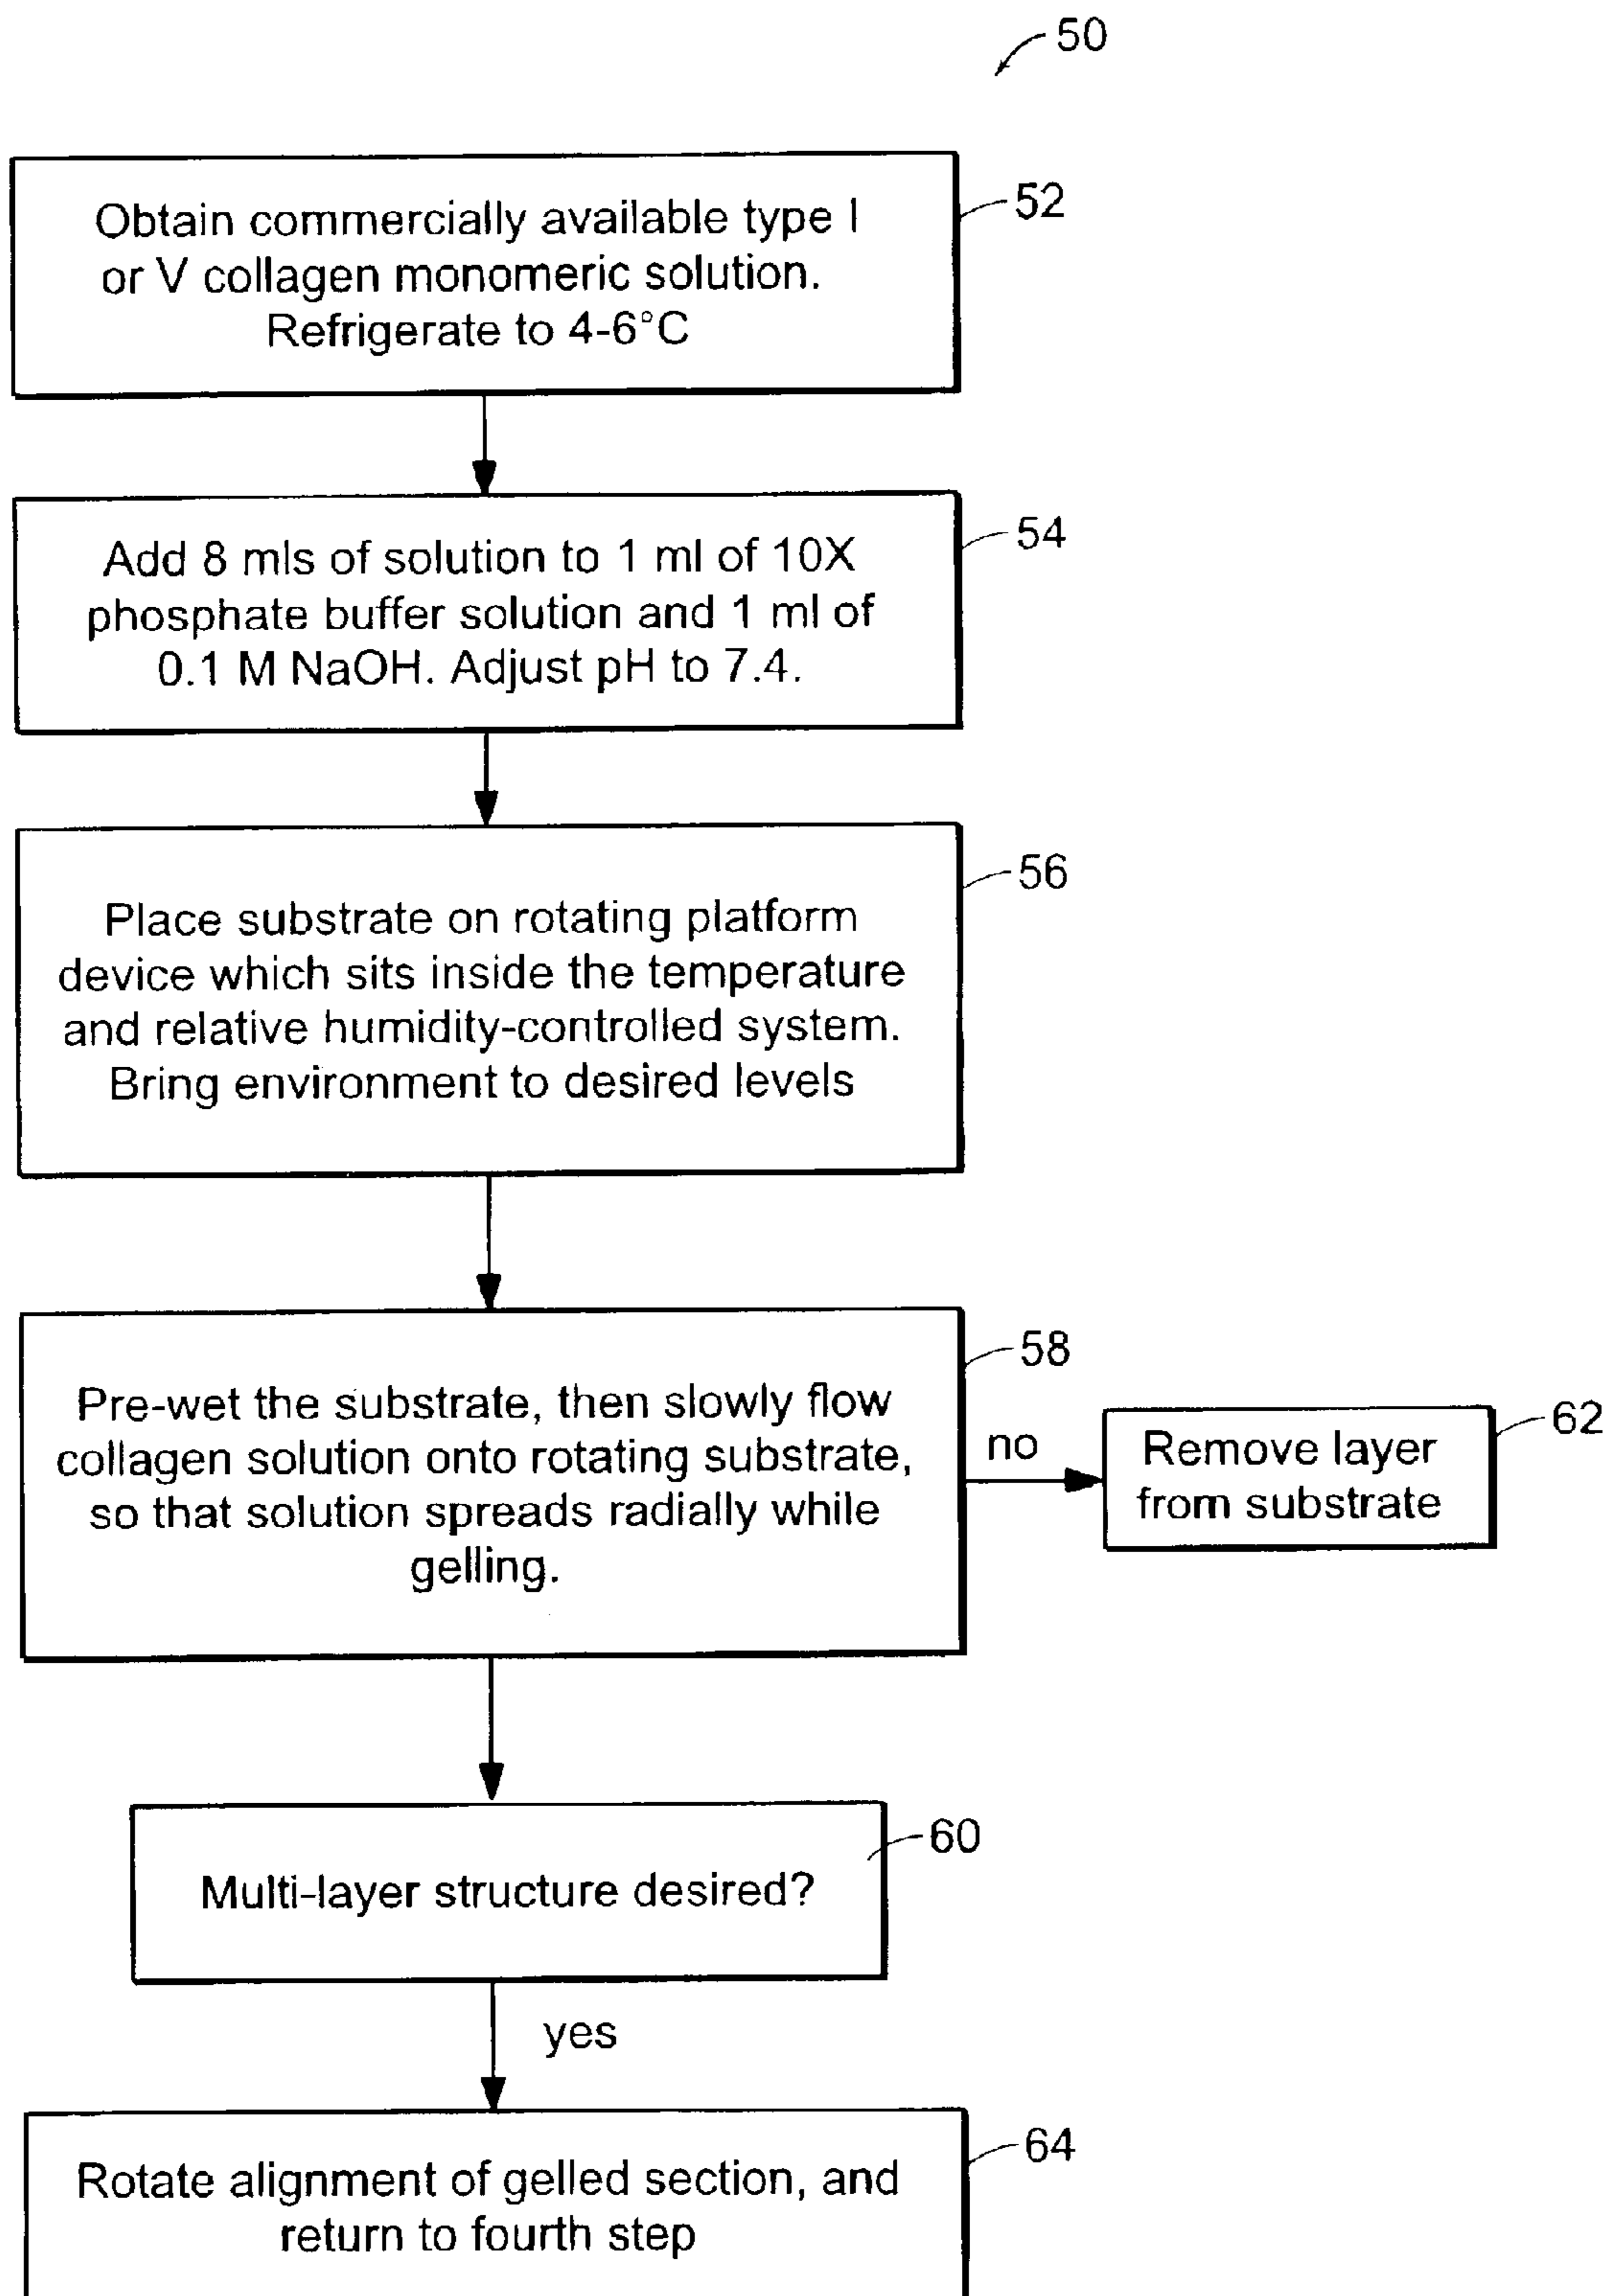 50
52
Obtain commercially available type I
or V collagen monomeric solution.
Refrigerate to 4-6°C
54
Add 8 mls of solution to 1 ml of 10X
phosphate buffer solution and 1 ml of
0.1 M NaOH. Adjust pH to 7.4.
56
Place substrate on rotating platform
device which sits inside the temperature
and relative humidity-controlled system.
Bring environment to desired levels
58
Pre-wet the substrate, then slowly flow
collagen solution onto rotating substrate,
so that solution spreads radially while
gelling.
no
62
Remove layer
from substrate
60
Multi-layer structure desired?
yes
64
Rotate alignment of gelled section, and
return to fourth step